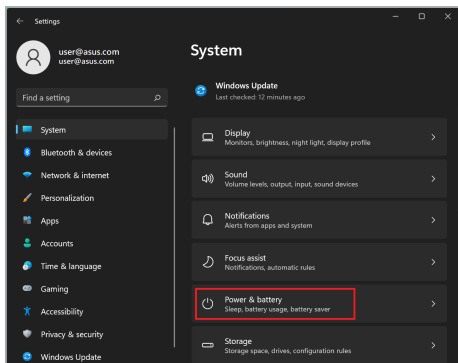 Settings
user@asus.com
user@asus.com
Find a setting
System
Bluetooth & devices
Network & internet
Personalization
Apps
Accounts
Time & language
Gaming
Accessibility
Privacy & security
Windows Update
System
Windows Update
Last checked: 12 minutes ago
Display
Monitors, brightness, night light, display profile
Sound
Volume levels, output, input, sound devices
Notifications
Alerts from apps and system
Focus assist
Notifications, automatic rules
Power & battery
Sleep, battery usage, battery saver
Storage
Storage space, drives, configuration rules